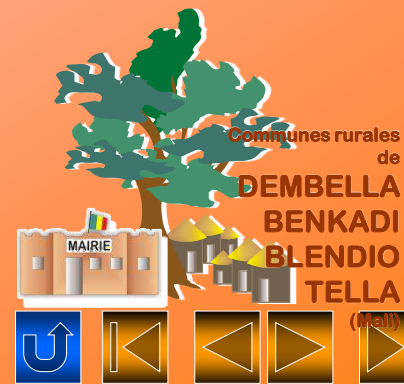 Communes rurales
de
DEMBELLA
BENKADI
BLENDIO
TELLA
(Mali)
MAIRIE